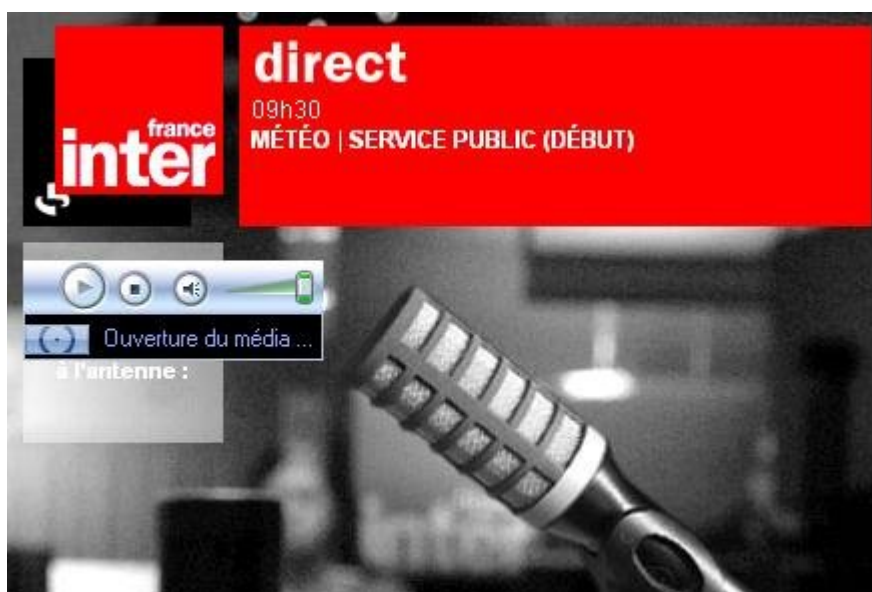 direct
09h30
MÉTÉO | SERVICE PUBLIC (DÉBUT)
france
inter
Ouverture du média ...
à l'antenne :